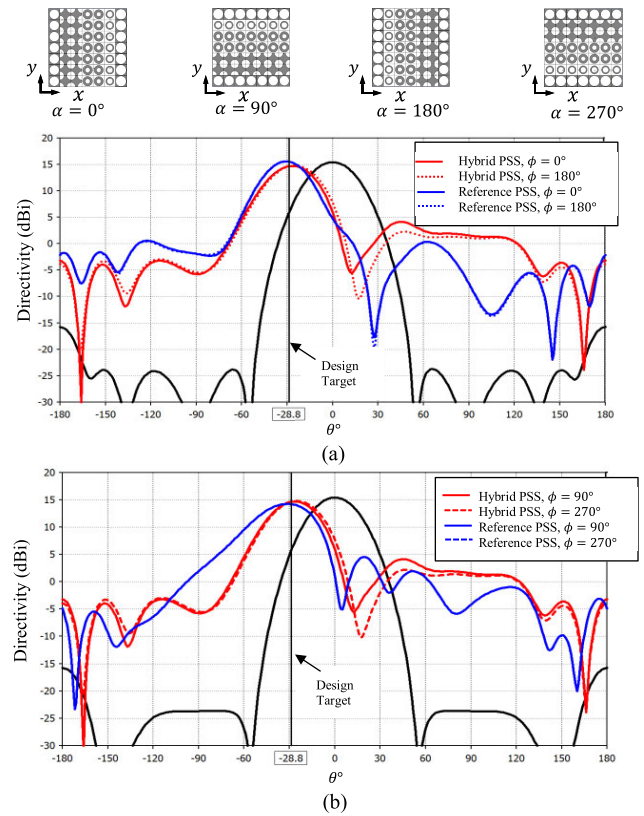 y
x
α = 0°
y
x
α = 90°
y
x
α = 180°
y
x
α = 270°
Directivity (dBi)
20
15
10
5
0
-5
-10
-15
-20
-25
-30
Hybrid PSS, ϕ = 0°
Hybrid PSS, ϕ = 180°
Reference PSS, ϕ = 0°
Reference PSS, ϕ = 180°
Design
Target
-180 -150 -120 -90 -60 -28.8 0 30 60 90 120 150 180
θ°
(a)
Directivity (dBi)
20
15
10
5
0
-5
-10
-15
-20
-25
-30
Hybrid PSS, ϕ = 90°
Hybrid PSS, ϕ = 270°
Reference PSS, ϕ = 90°
Reference PSS, ϕ = 270°
Design
Target
-180 -150 -120 -90 -60 -28.8 0 30 60 90 120 150 180
θ°
(b)